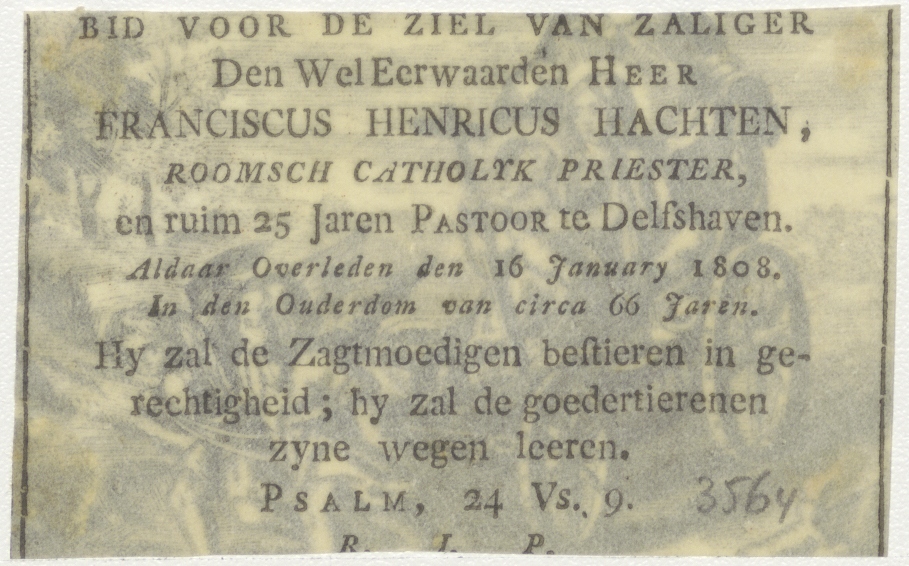 BID VOOR DE ZIEL VAN ZALIGER
Den WelEerwaarden HEER
FRANCISCUS HENRICUS HACHTEN,
ROOMSCH CATHOLYK PRIESTER,
en ruim 25 Jaren PASTOOR te Delfshaven.
Aldaar Overleden den 16 January 1808.
In den Ouderdom van circa 66 Jaren.
Hy zal de Zagtmoedigen beſtieren in ge-
rechtigheid; hy zal de goedertierenen
zyne wegen leeren.
PSALM, 24 Vs. 9. 3564
R. I. P.